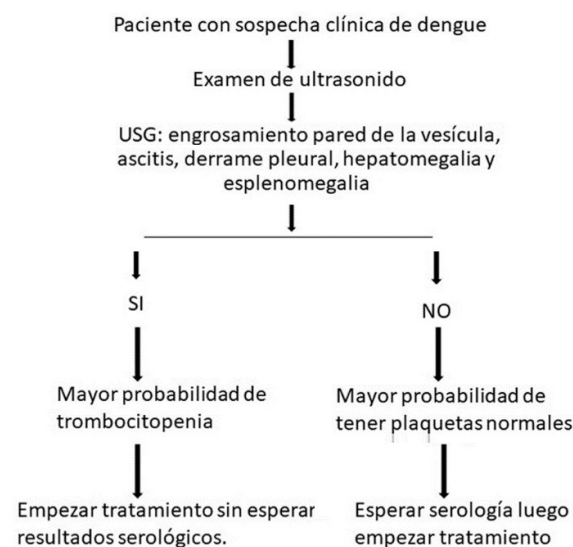 Paciente con sospecha clínica de dengue
Examen de ultrasonido
USG: engrosamiento pared de la vesícula,
ascitis, derrame pleural, hepatomegalia y
esplenomegalia
SI
NO
Mayor probabilidad de
trombocitopenia
Mayor probabilidad de
tener plaquetas normales
Empezar tratamiento sin esperar
resultados serológicos.
Esperar serología luego
empezar tratamiento